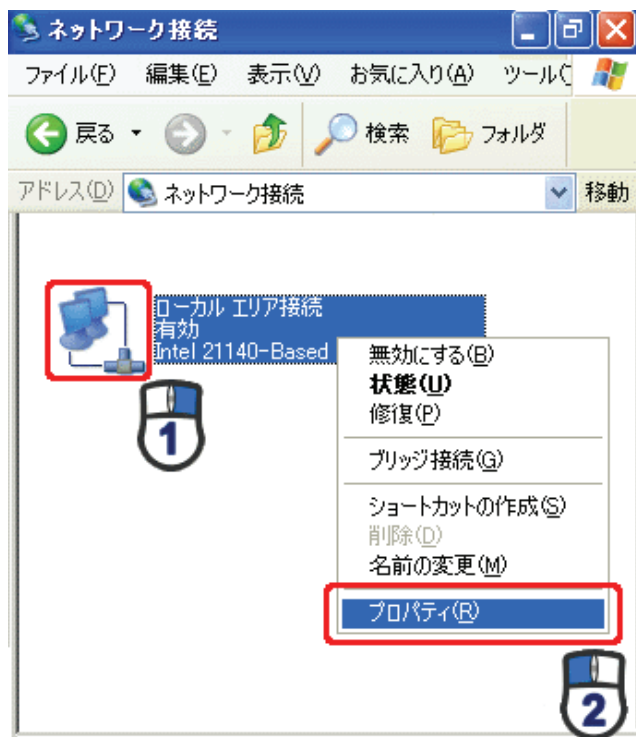 ネットワーク接続
ファイル(F) 編集(E) 表示(V) お気に入り(A) ツール(
戻る 検索 フォルダ
アドレス(D) ネットワーク接続 移動
ローカル エリア接続
有効
Intel 21140-Based
無効にする(B)
状態(U)
修復(P)
1
ブリッジ接続(G)
ショートカットの作成(S)
削除(D)
名前の変更(M)
プロパティ(R)
2